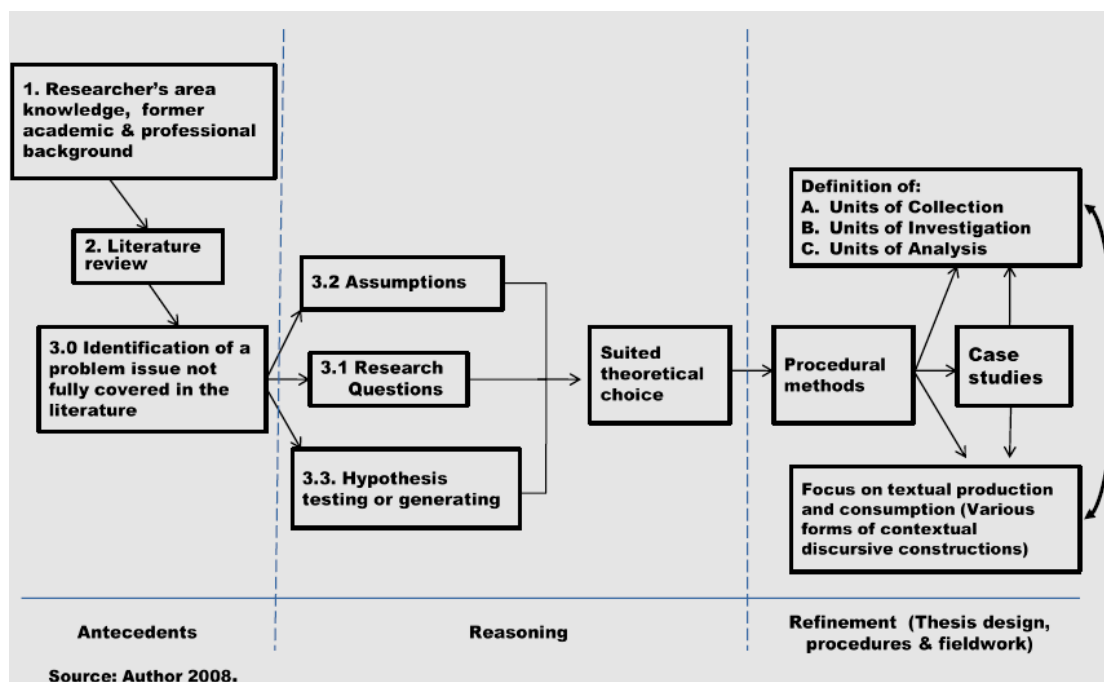 1. Researcher's area
knowledge, former
academic & professional
background
2. Literature
review
3.0 Identification of a
problem issue not
fully covered in the
literature
3.2 Assumptions
3.1 Research
Questions
3.3. Hypothesis
testing or generating
Suited
theoretical
choice
Procedural
methods
Definition of:
A. Units of Collection
B. Units of Investigation
C. Units of Analysis
Case
studies
Focus on textual production
and consumption (Various
forms of contextual
discursive constructions)
Antecedents
Reasoning
Refinement (Thesis design,
procedures & fieldwork)
Source: Author 2008.